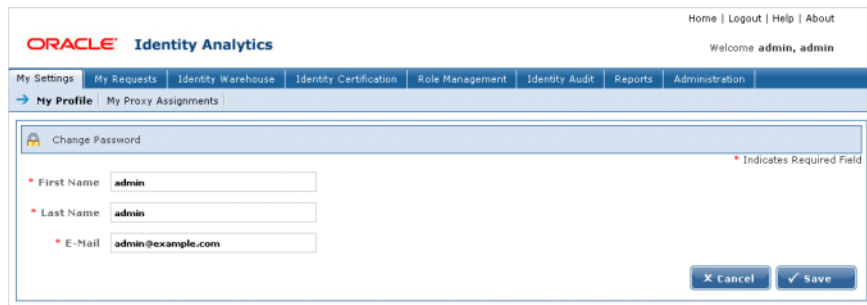 Home | Logout | Help | About
ORACLE Identity Analytics
Welcome admin, admin
My Settings My Requests Identity Warehouse Identity Certification Role Management Identity Audit Reports Administration
My Profile My Proxy Assignments
Change Password
* Indicates Required Field
* First Name admin
* Last Name admin
* E-Mail admin@example.com
X Cancel ✓ Save